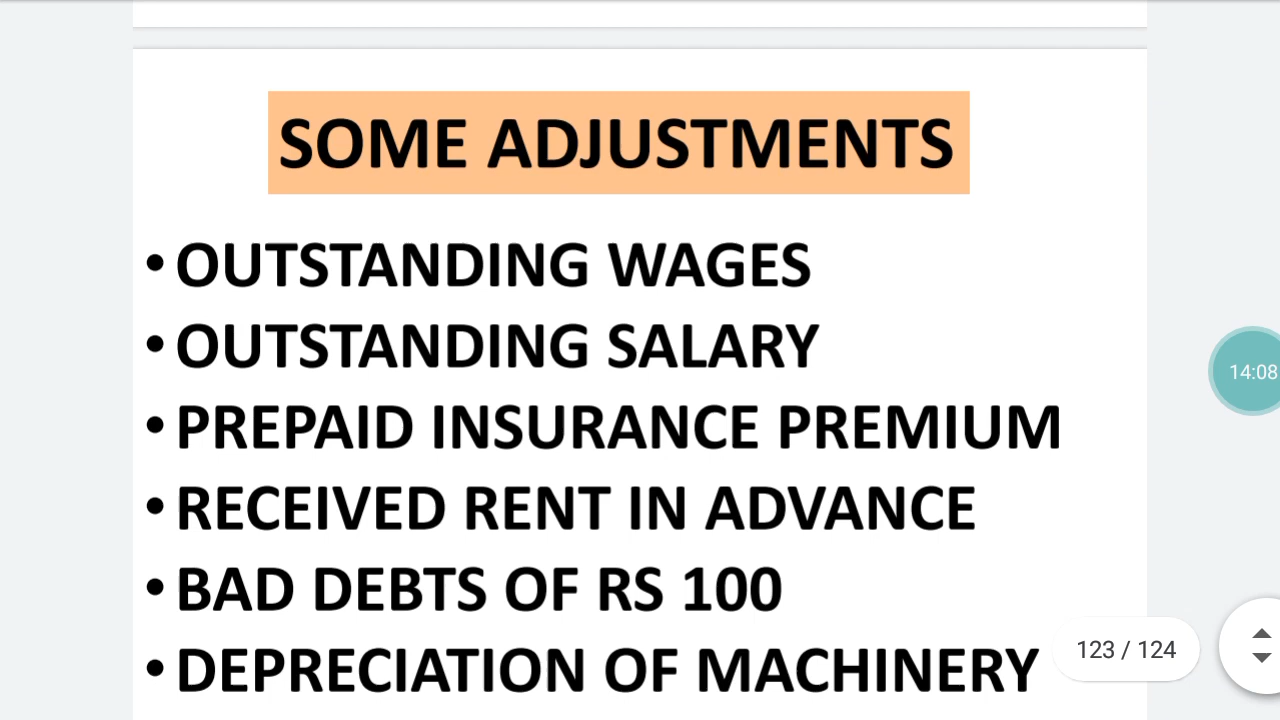 SOME ADJUSTMENTS
• OUTSTANDING WAGES
• OUTSTANDING SALARY
• PREPAID INSURANCE PREMIUM
• RECEIVED RENT IN ADVANCE
• BAD DEBTS OF RS 100
• DEPRECIATION OF MACHINERY
14:08
123 / 124